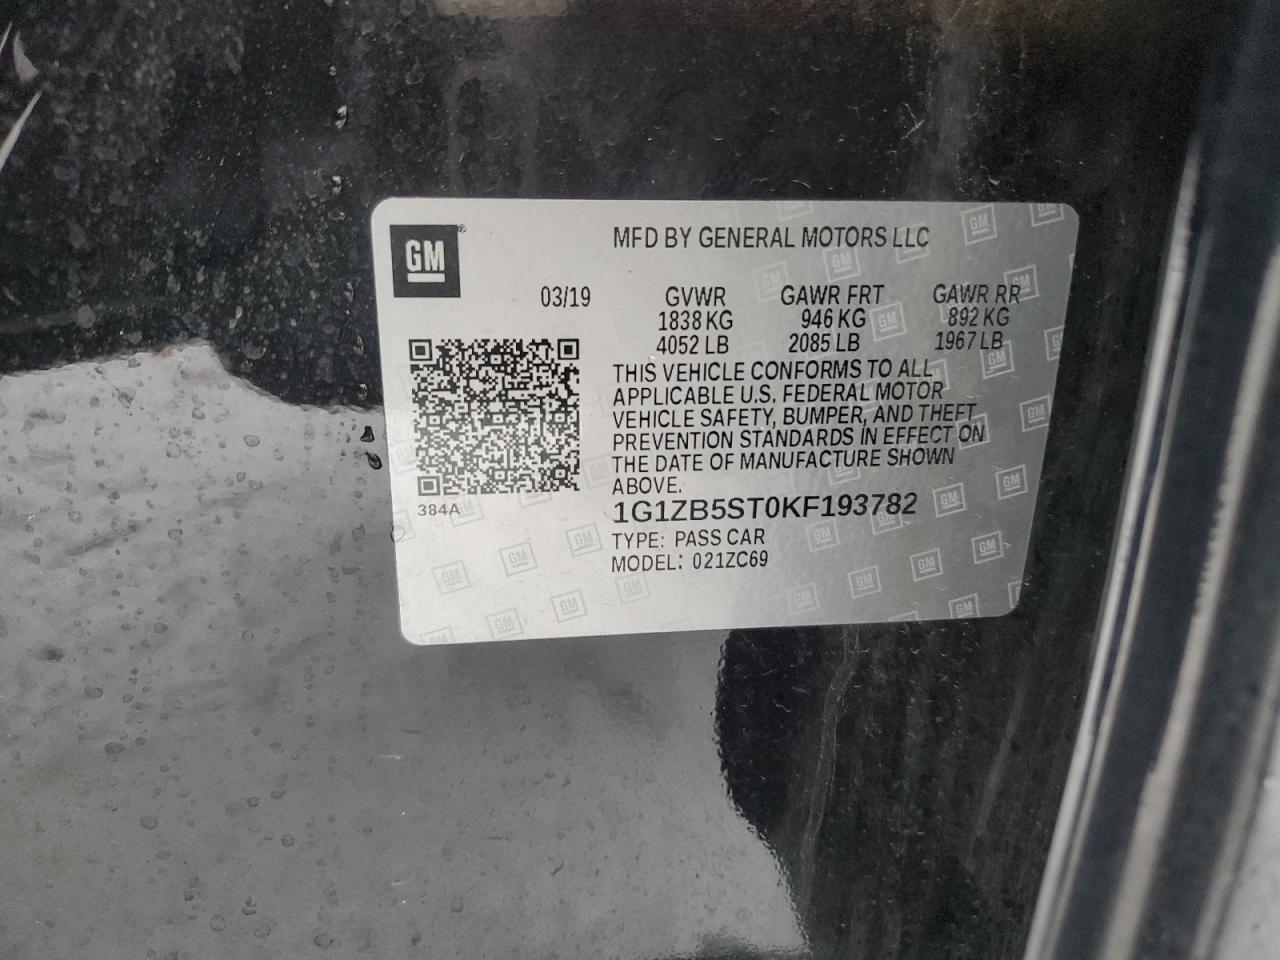 GM
MFD BY GENERAL MOTORS LLC
03/19 GVWR GAWR FRT GAWR RR
1838 KG 946 KG 892 KG
4052 LB 2085 LB 1967 LB
THIS VEHICLE CONFORMS TO ALL
APPLICABLE U.S. FEDERAL MOTOR
VEHICLE SAFETY, BUMPER, AND THEFT
PREVENTION STANDARDS IN EFFECT ON
THE DATE OF MANUFACTURE SHOWN
ABOVE.
384A
1G1ZB5ST0KF193782
TYPE: PASS CAR
MODEL: 021ZC69